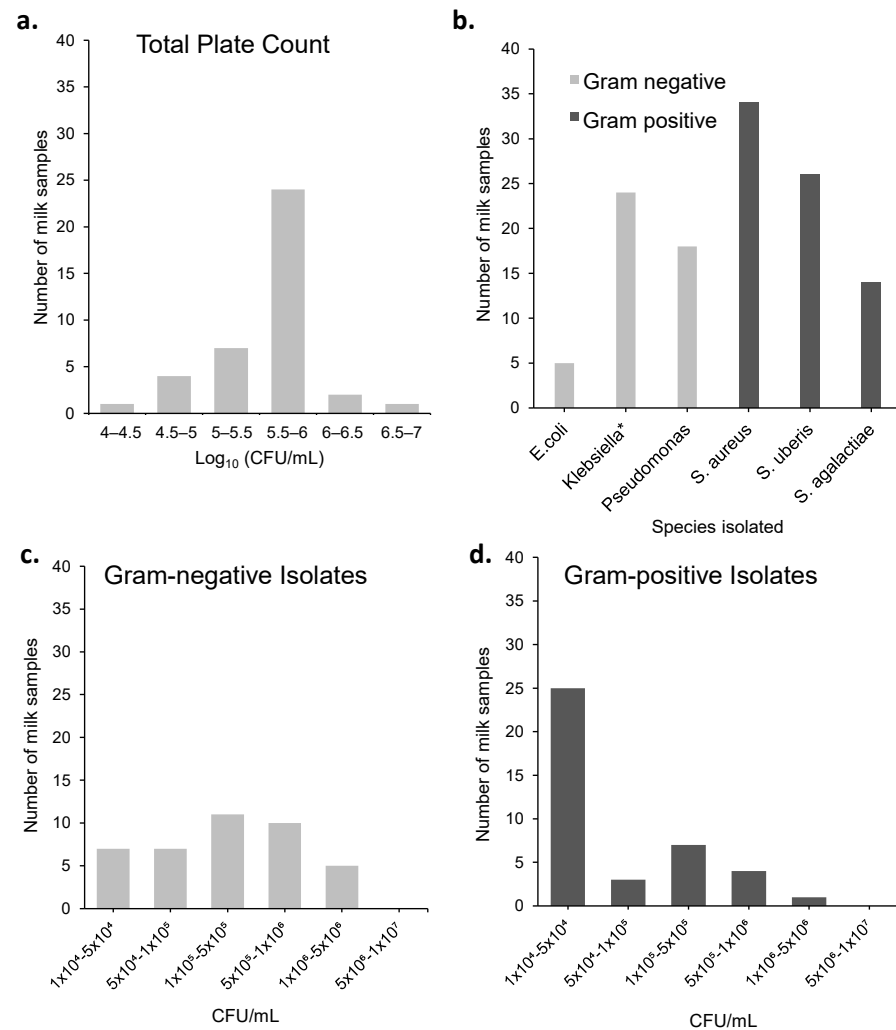 a.
Total Plate Count
40
35
30
25
20
15
10
5
0
Number of milk samples
4–4.5 4.5–5 5–5.5 5.5–6 6–6.5 6.5–7
Log₁₀ (CFU/mL)
b.
Gram negative
Gram positive
40
35
30
25
20
15
10
5
0
Number of milk samples
E.coli
Klebsiella*
Pseudomonas
S. aureus
S. uberis
S. agalactiae
Species isolated
c.
Gram-negative Isolates
40
35
30
25
20
15
10
5
0
Number of milk samples
1x10⁴-5x10⁴
5x10⁴-1x10⁵
1x10⁵-5x10⁵
5x10⁵-1x10⁶
1x10⁶-5x10⁶
5x10⁶-1x10⁷
CFU/mL
d.
Gram-positive Isolates
40
35
30
25
20
15
10
5
0
Number of milk samples
1x10⁴-5x10⁴
5x10⁴-1x10⁵
1x10⁵-5x10⁵
5x10⁵-1x10⁶
1x10⁶-5x10⁶
5x10⁶-1x10⁷
CFU/mL